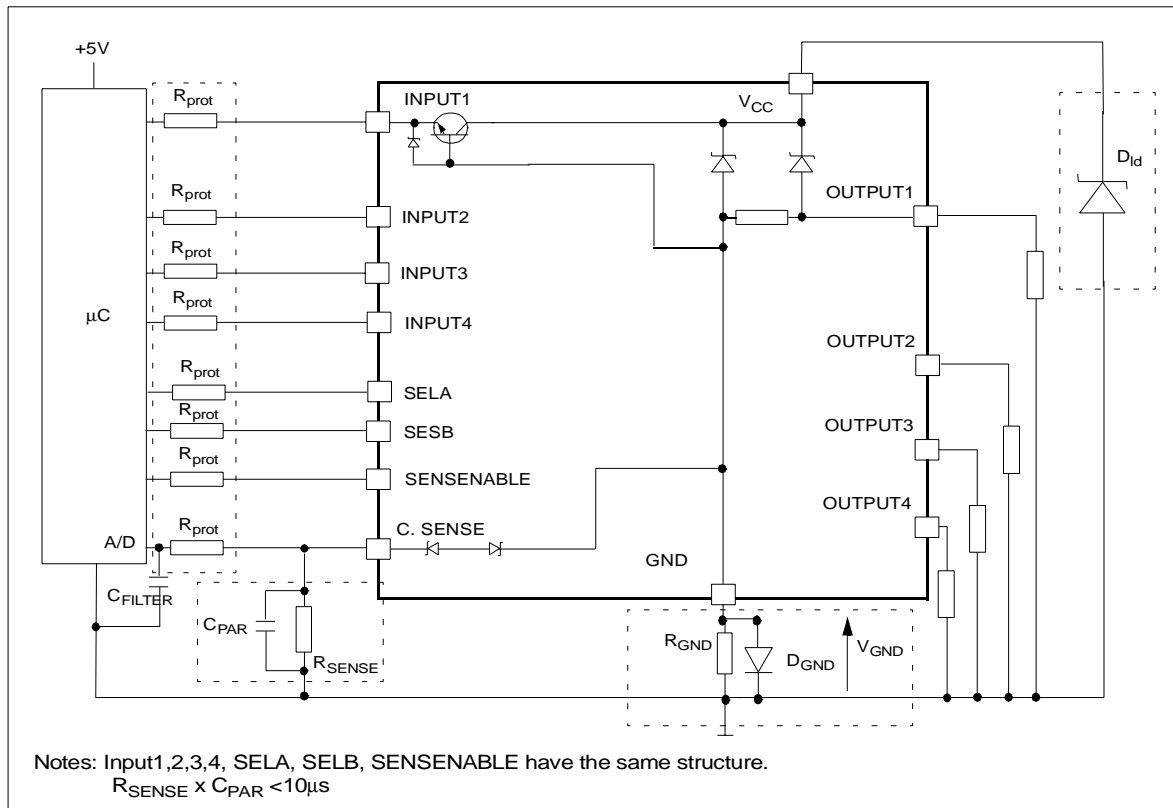 +5V
Rprot
INPUT1
VCC
Dld
Rprot
OUTPUT1
INPUT2
Rprot
INPUT3
Rprot
μC
INPUT4
OUTPUT2
Rprot
SELA
Rprot
SESB
OUTPUT3
Rprot
SENSENABLE
OUTPUT4
Rprot
A/D
C. SENSE
GND
CFILTER
CPAR
RSENSE
RGND
DGND
VGND
Notes: Input1,2,3,4, SELA, SELB, SENSENABLE have the same structure.
RSENSE x CPAR <10μs